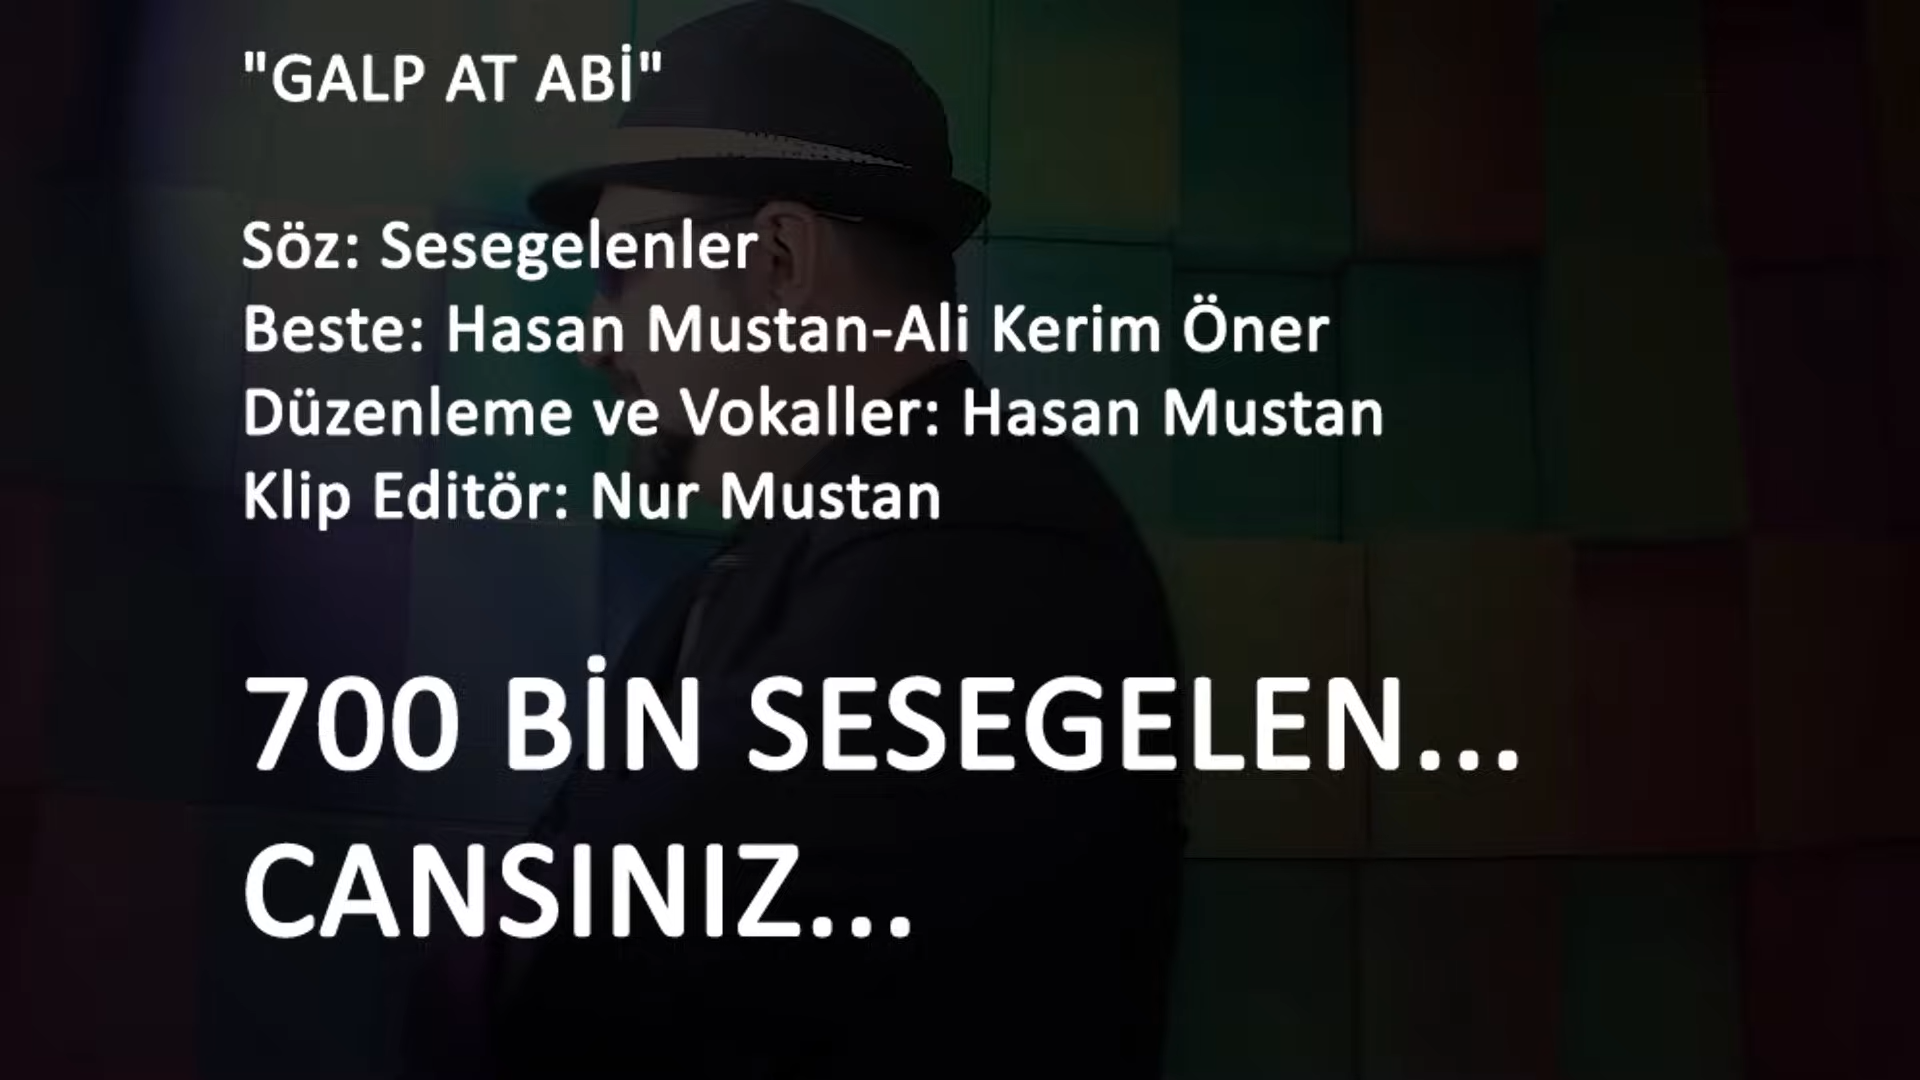 "GALP AT ABİ"
Söz: Sesegelenler
Beste: Hasan Mustan-Ali Kerim Öner
Düzenleme ve Vokaller: Hasan Mustan
Klip Editör: Nur Mustan
700 BİN SESEGELEN...
CANSINIZ...